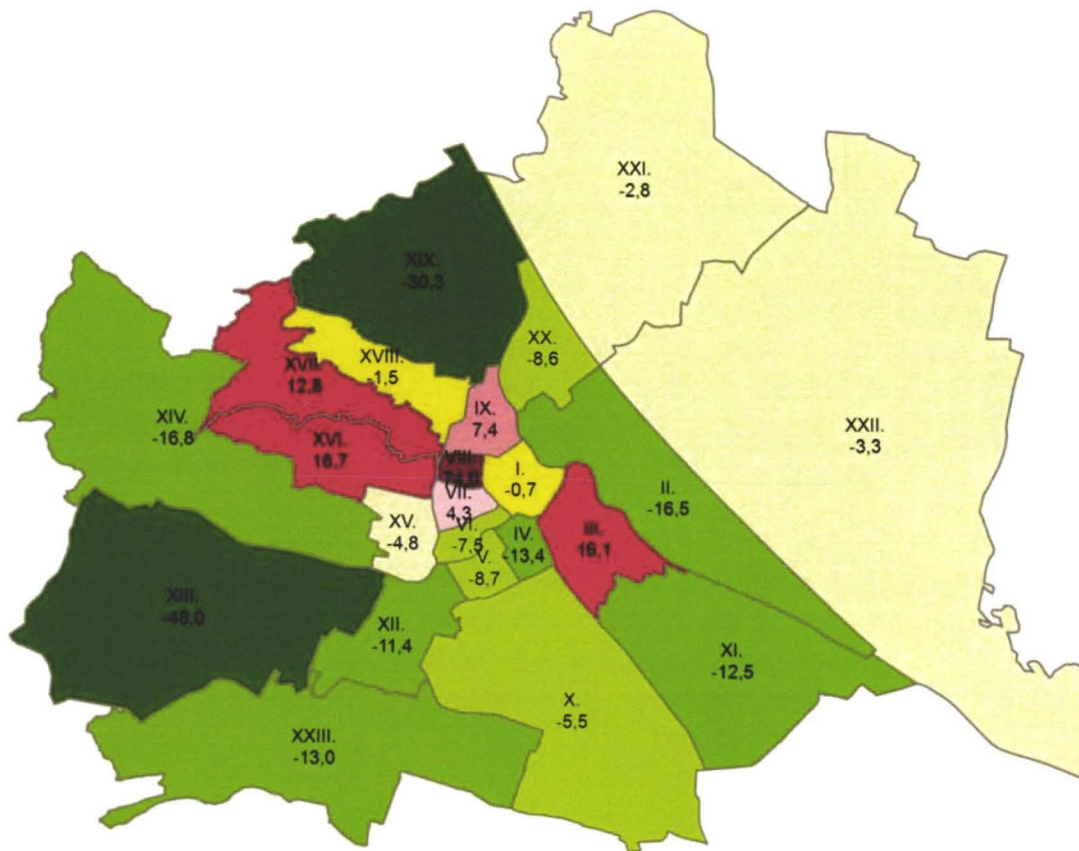 XXI.
-2,8
XIX.
-30,3
XX.
-8,6
XVIII.
-1,5
XVII.
12,8
XIV.
-16,8
IX.
7,4
XXII.
-3,3
XVI.
16,7
VIII.
I.
-0,7
II.
-16,5
VII.
4,3
XV.
-4,8
VI.
-7,5
IV.
-13,4
III.
16,1
V.
-8,7
XIII.
-48,0
XII.
-11,4
XI.
-12,5
X.
-5,5
XXIII.
-13,0